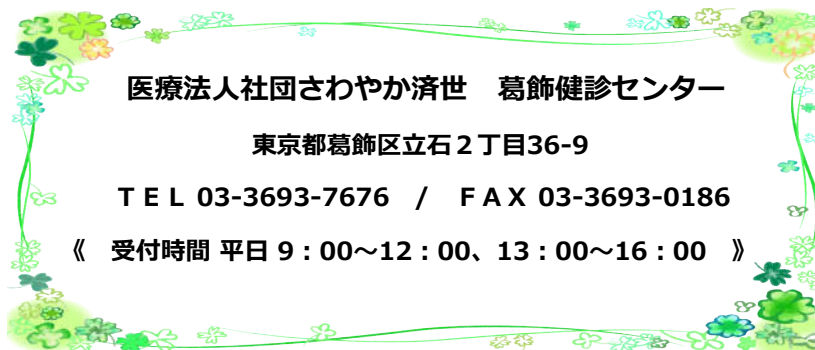 医療法人社団さわやか済世　葛飾健診センター
東京都葛飾区立石２丁目36-9
ＴＥＬ 03-3693-7676　/　ＦＡＸ 03-3693-0186
《　受付時間 平日 9：00～12：00、13：00～16：00　》